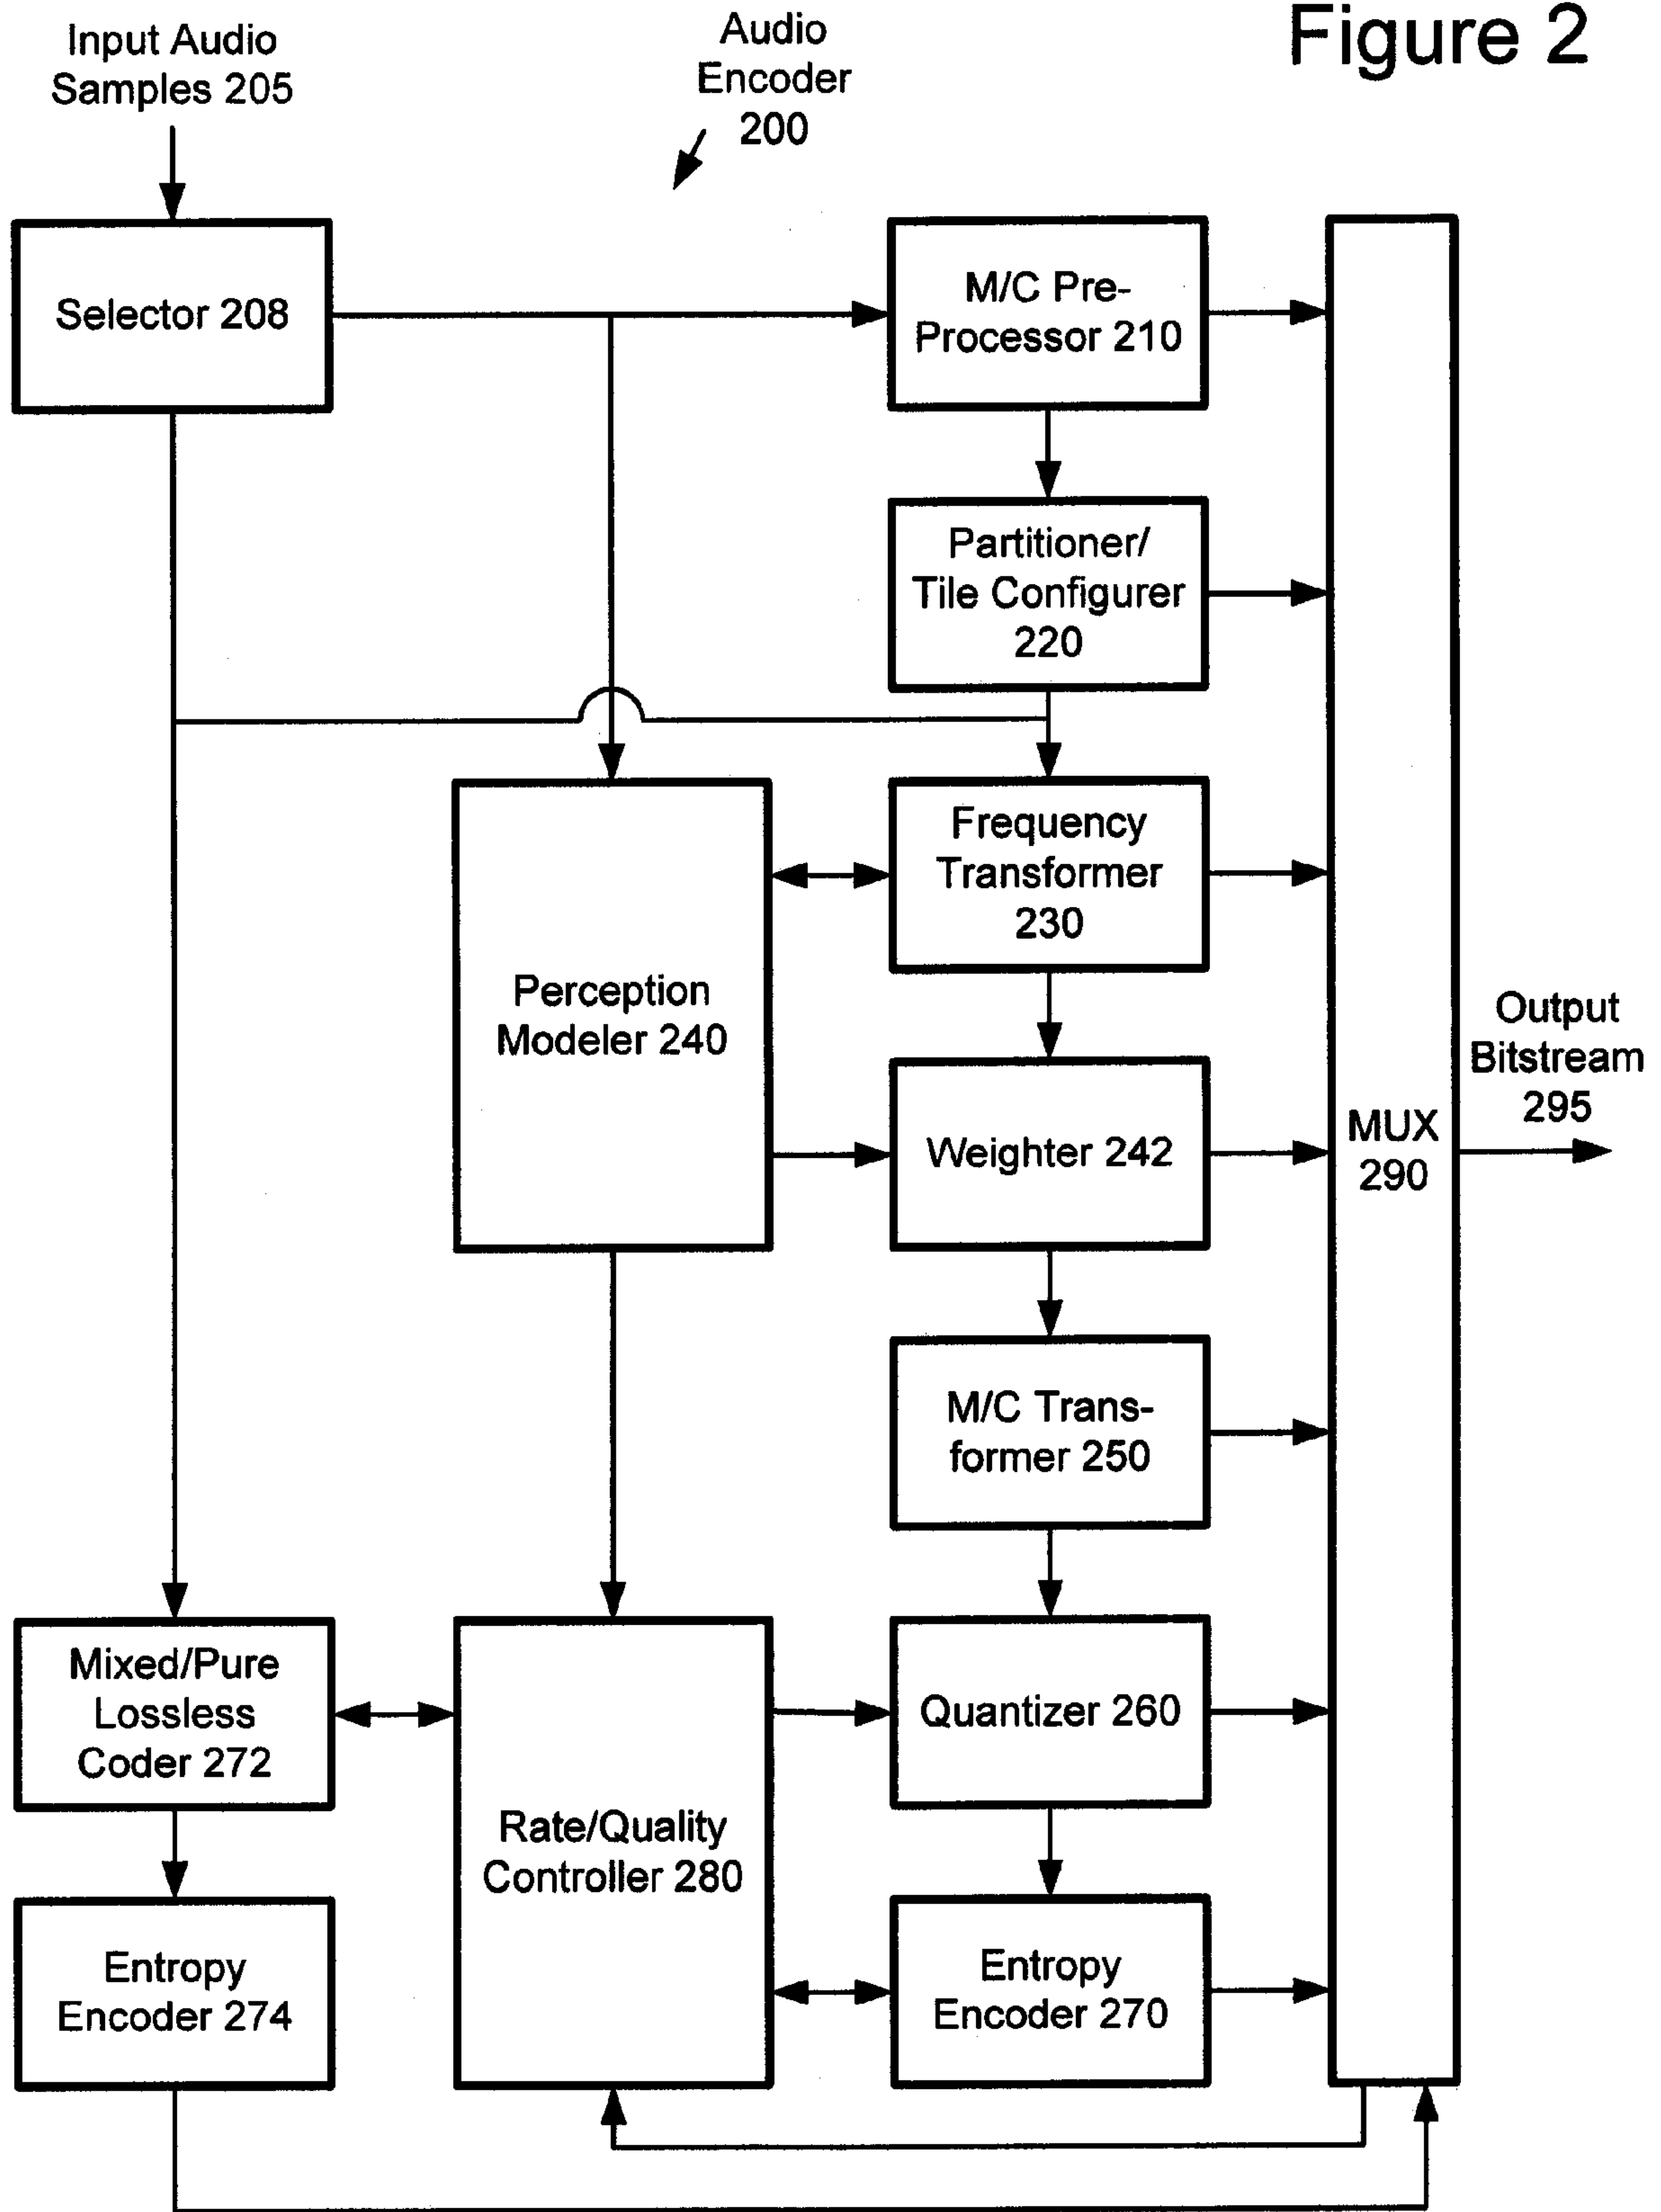 Figure 2
Input Audio
Samples 205
Audio
Encoder
200
Selector 208
M/C Pre-
Processor 210
Partitioner/
Tile Configurer
220
Frequency
Transformer
230
Perception
Modeler 240
Weighter 242
Output
Bitstream
295
MUX
290
M/C Trans-
former 250
Mixed/Pure
Lossless
Coder 272
Rate/Quality
Controller 280
Quantizer 260
Entropy
Encoder 274
Entropy
Encoder 270